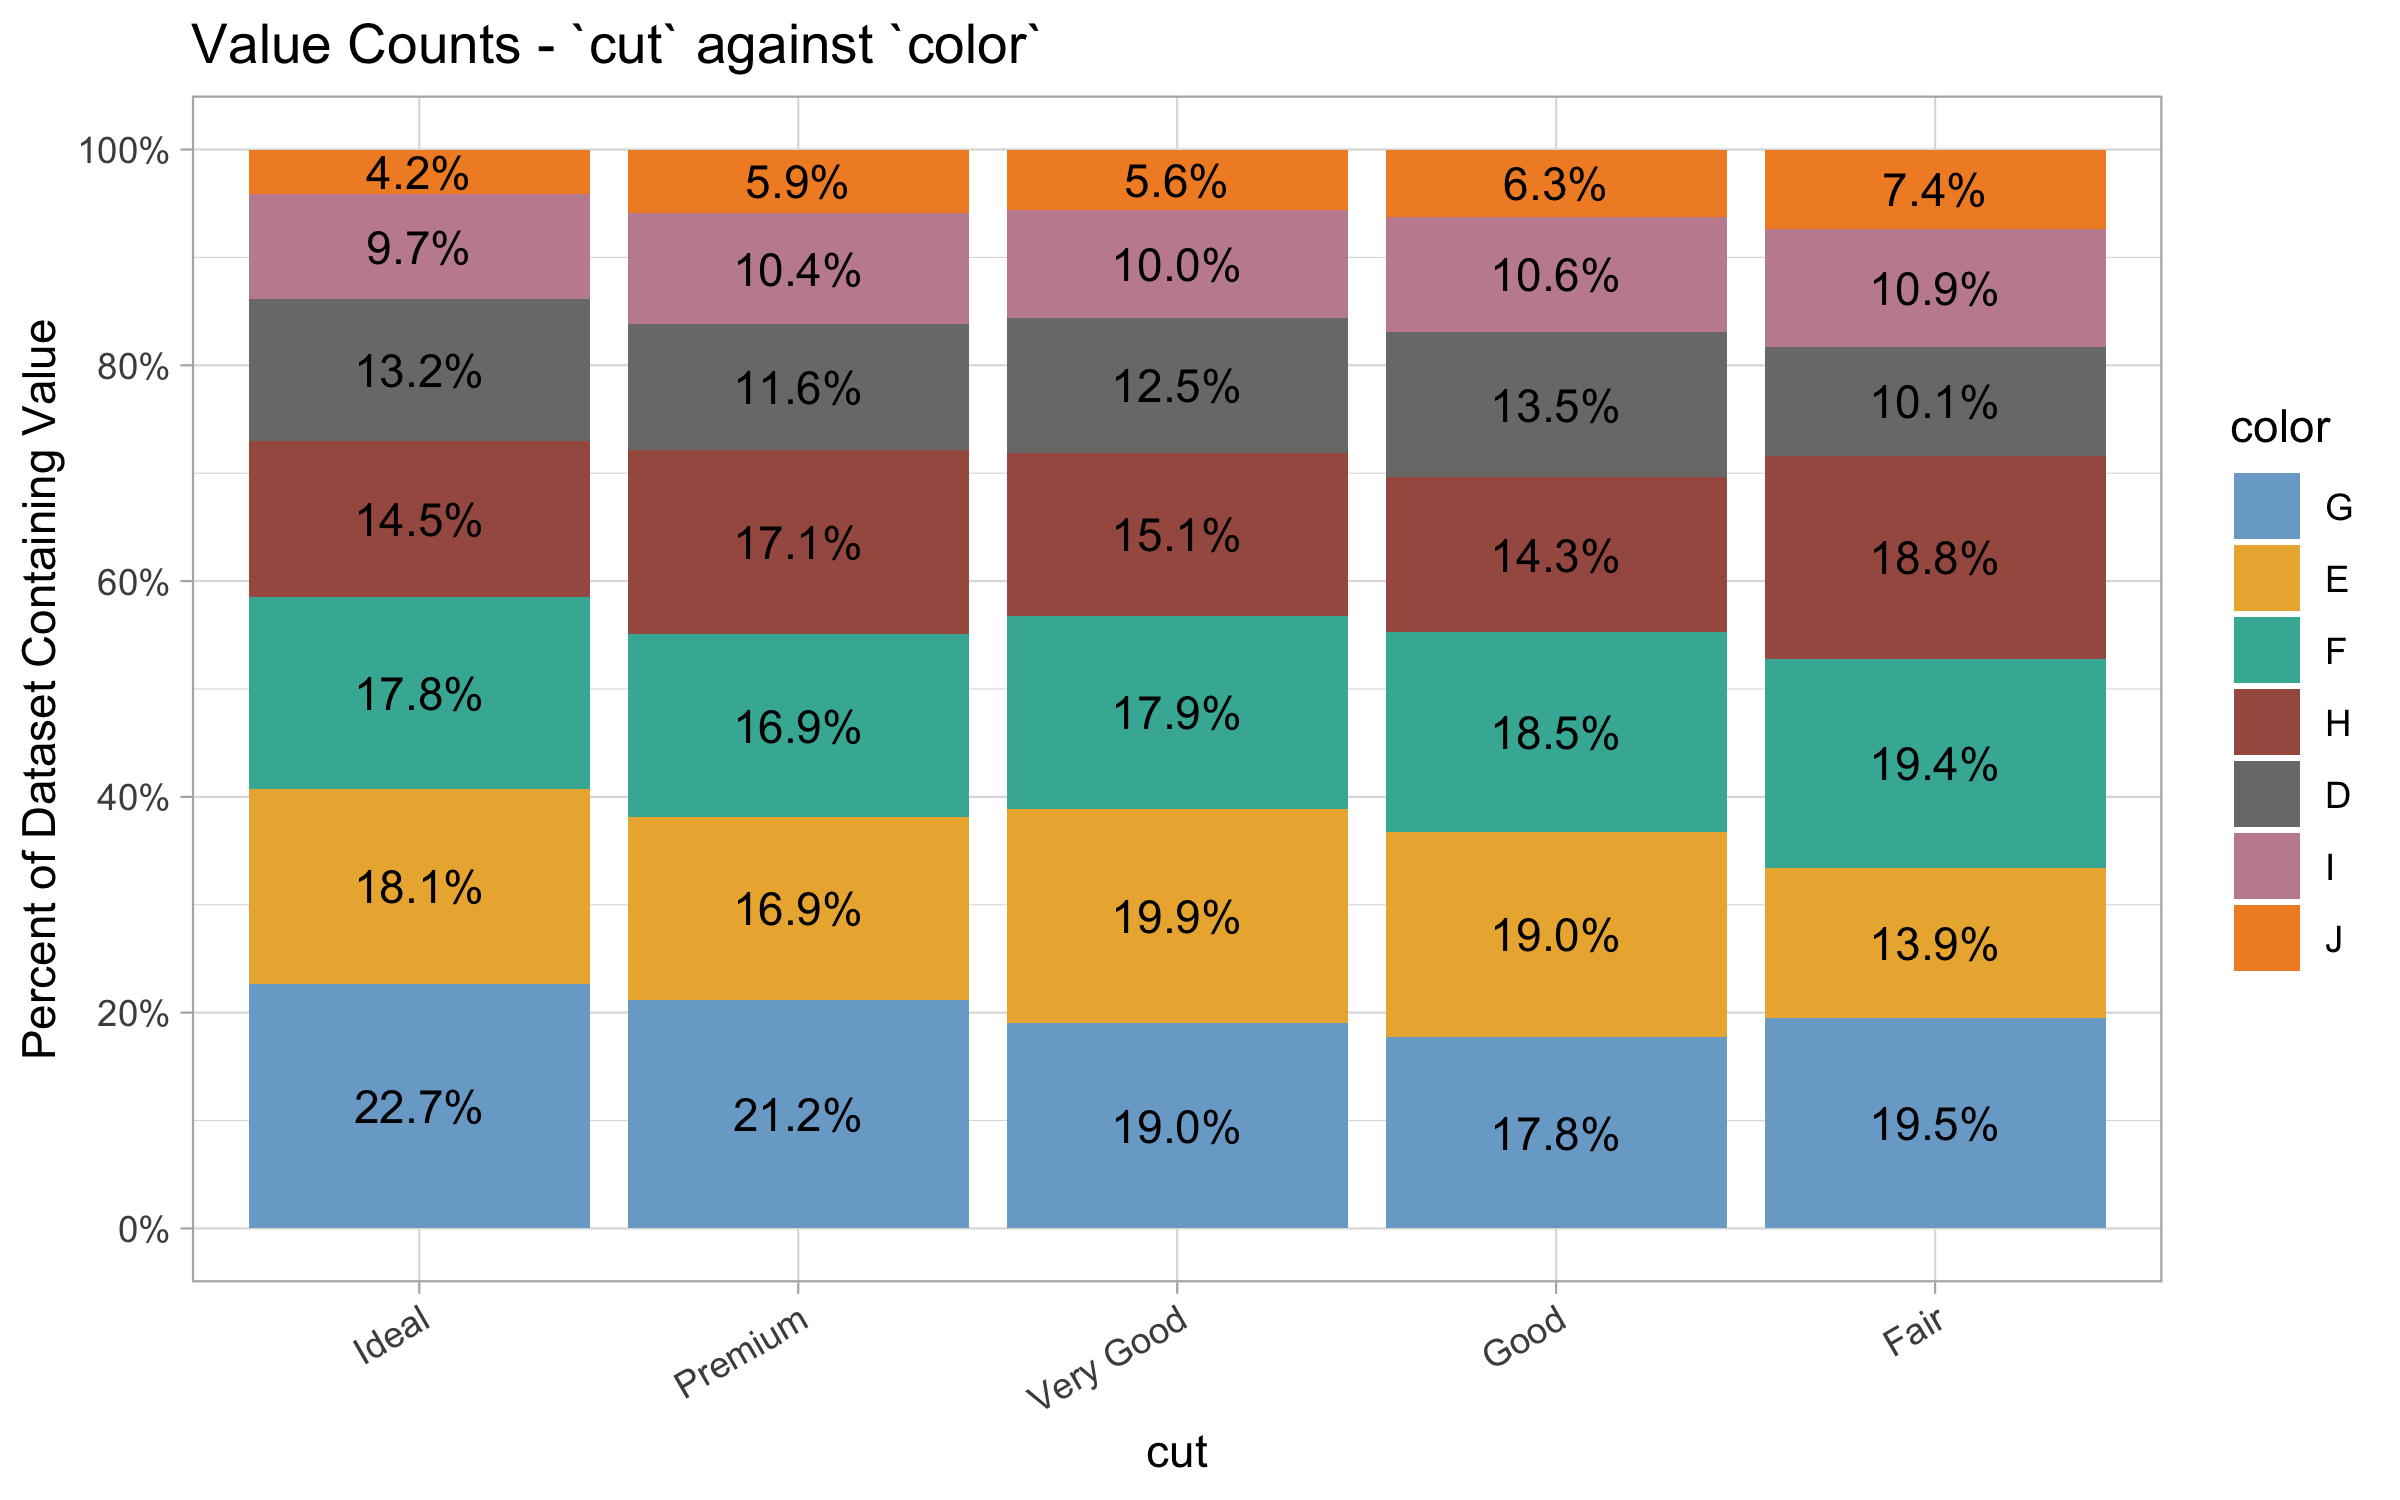 Value Counts - `cut` against `color`
Percent of Dataset Containing Value
100%
80%
60%
40%
20%
0%
4.2%
9.7%
13.2%
14.5%
17.8%
18.1%
22.7%
5.9%
10.4%
11.6%
17.1%
16.9%
16.9%
21.2%
5.6%
10.0%
12.5%
15.1%
17.9%
19.9%
19.0%
6.3%
10.6%
13.5%
14.3%
18.5%
19.0%
17.8%
7.4%
10.9%
10.1%
18.8%
19.4%
13.9%
19.5%
Ideal
Premium
Very Good
Good
Fair
cut
color
G
E
F
H
D
I
J